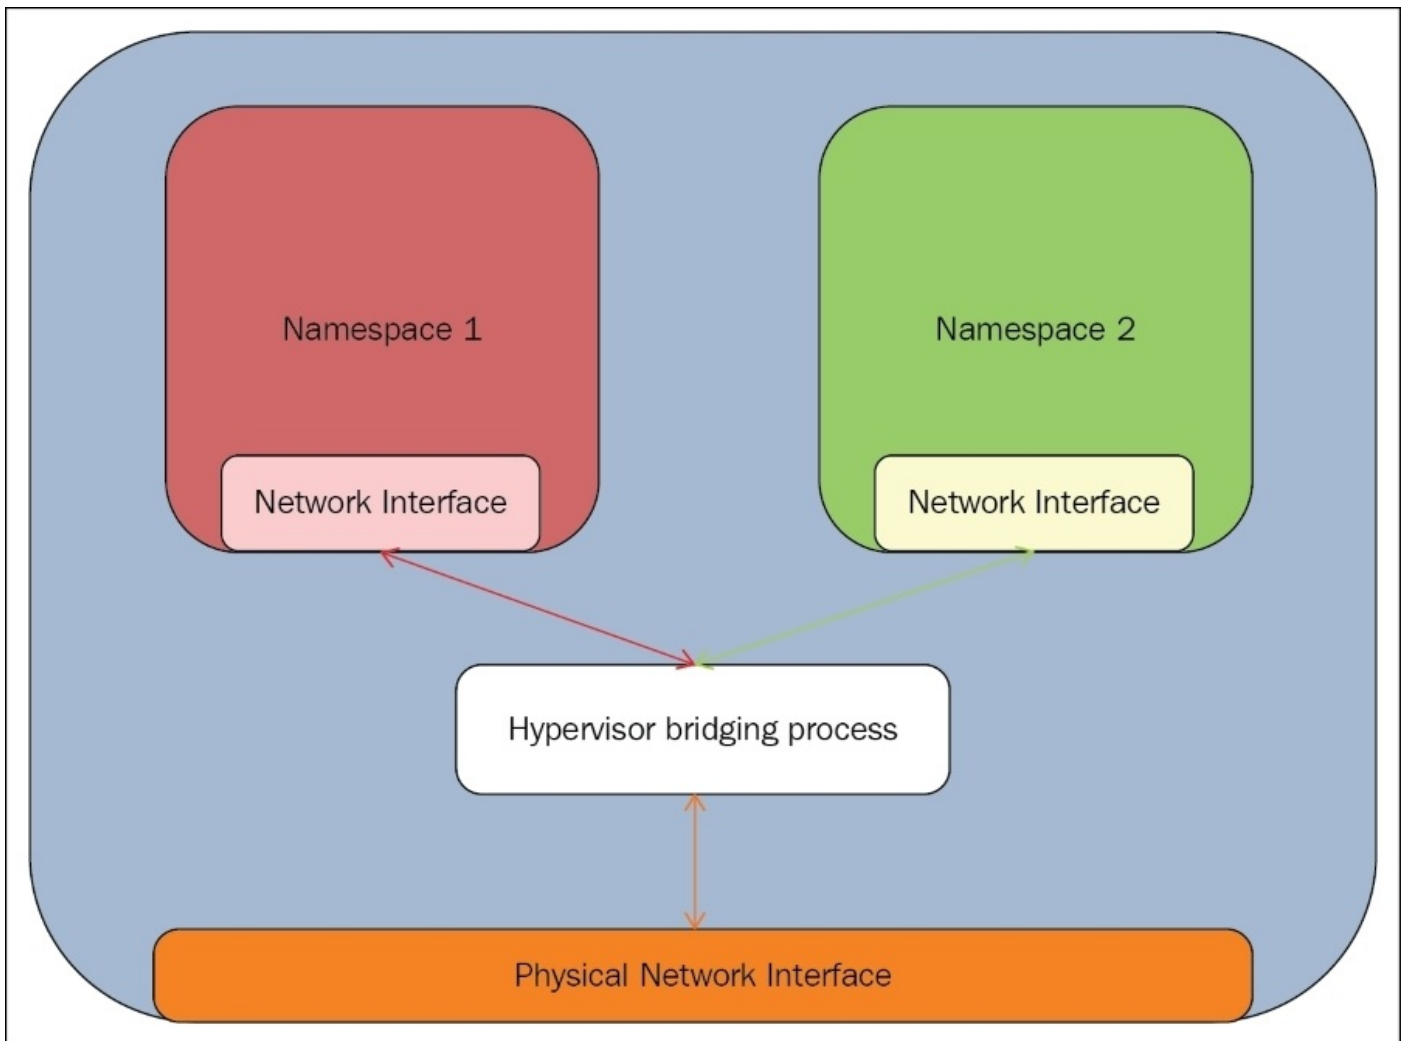 Namespace 1
Namespace 2
Network Interface
Network Interface
Hypervisor bridging process
Physical Network Interface